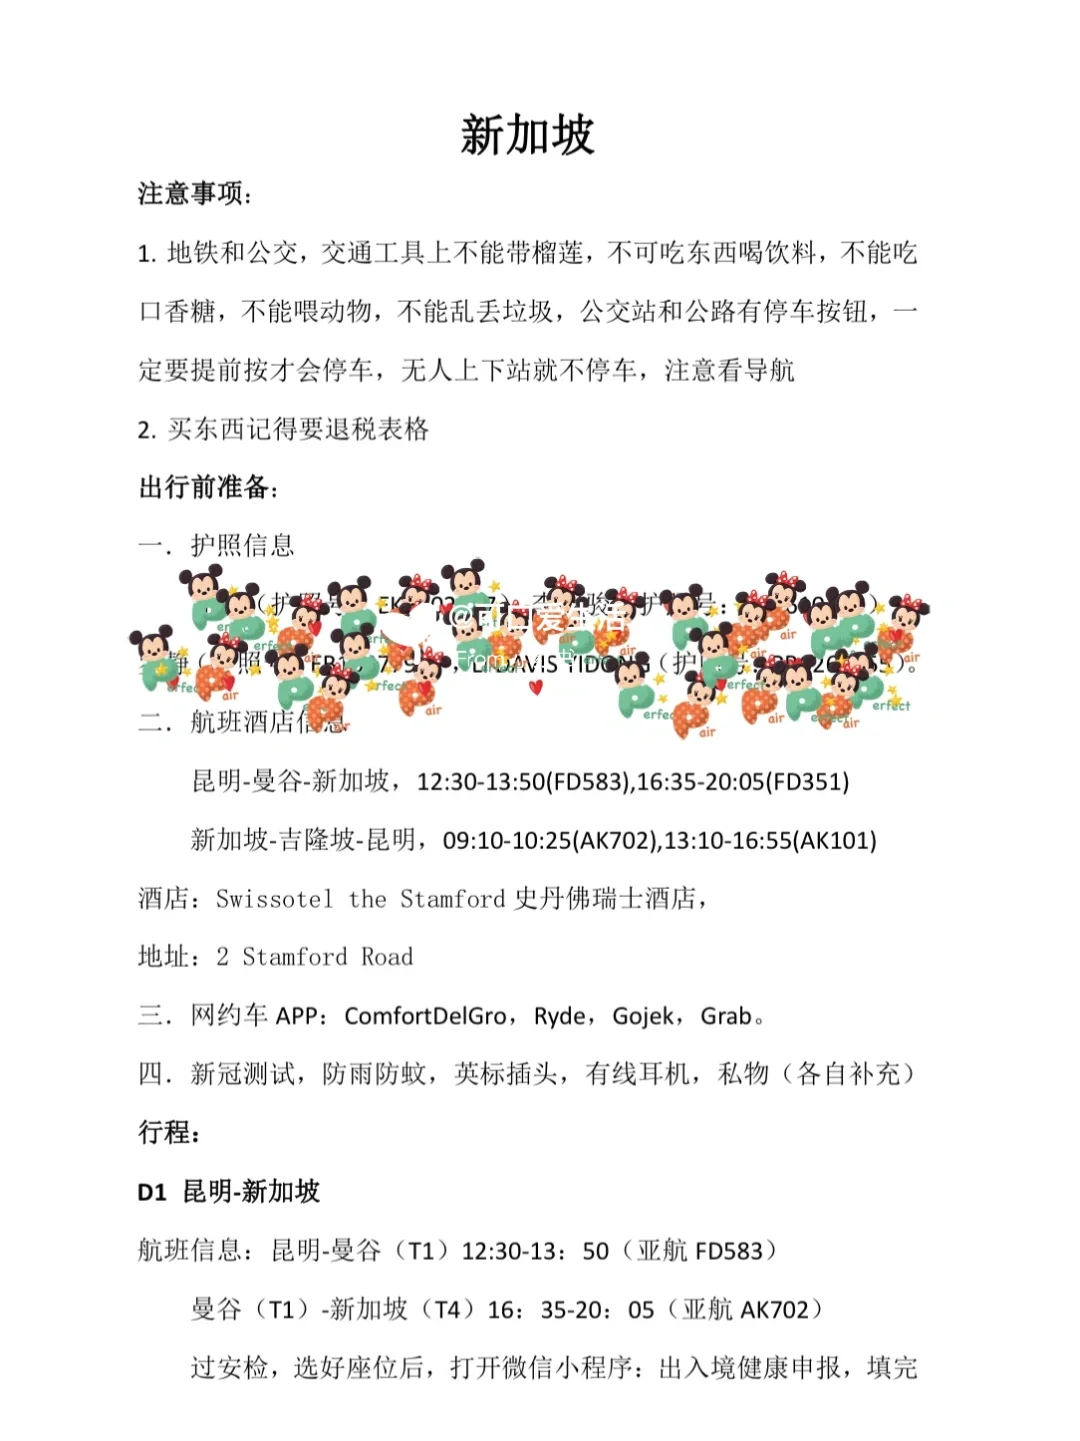 新加坡
注意事项：
1. 地铁和公交，交通工具上不能带榴莲，不可吃东西喝饮料，不能吃
口香糖，不能喂动物，不能乱丢垃圾，公交站和公路有停车按钮，一
定要提前按才会停车，无人上下站就不停车，注意看导航
2. 买东西记得要退税表格
出行前准备：
一．护照信息
@可口爱生活
二．航班酒店信息
昆明-曼谷-新加坡，12:30-13:50(FD583),16:35-20:05(FD351)
新加坡-吉隆坡-昆明，09:10-10:25(AK702),13:10-16:55(AK101)
酒店：Swissotel the Stamford 史丹佛瑞士酒店，
地址：2 Stamford Road
三．网约车 APP：ComfortDelGro，Ryde，Gojek，Grab。
四．新冠测试，防雨防蚊，英标插头，有线耳机，私物（各自补充）
行程：
D1 昆明-新加坡
航班信息：昆明-曼谷（T1）12:30-13：50（亚航 FD583）
曼谷（T1）-新加坡（T4）16：35-20：05（亚航 AK702）
过安检，选好座位后，打开微信小程序：出入境健康申报，填完